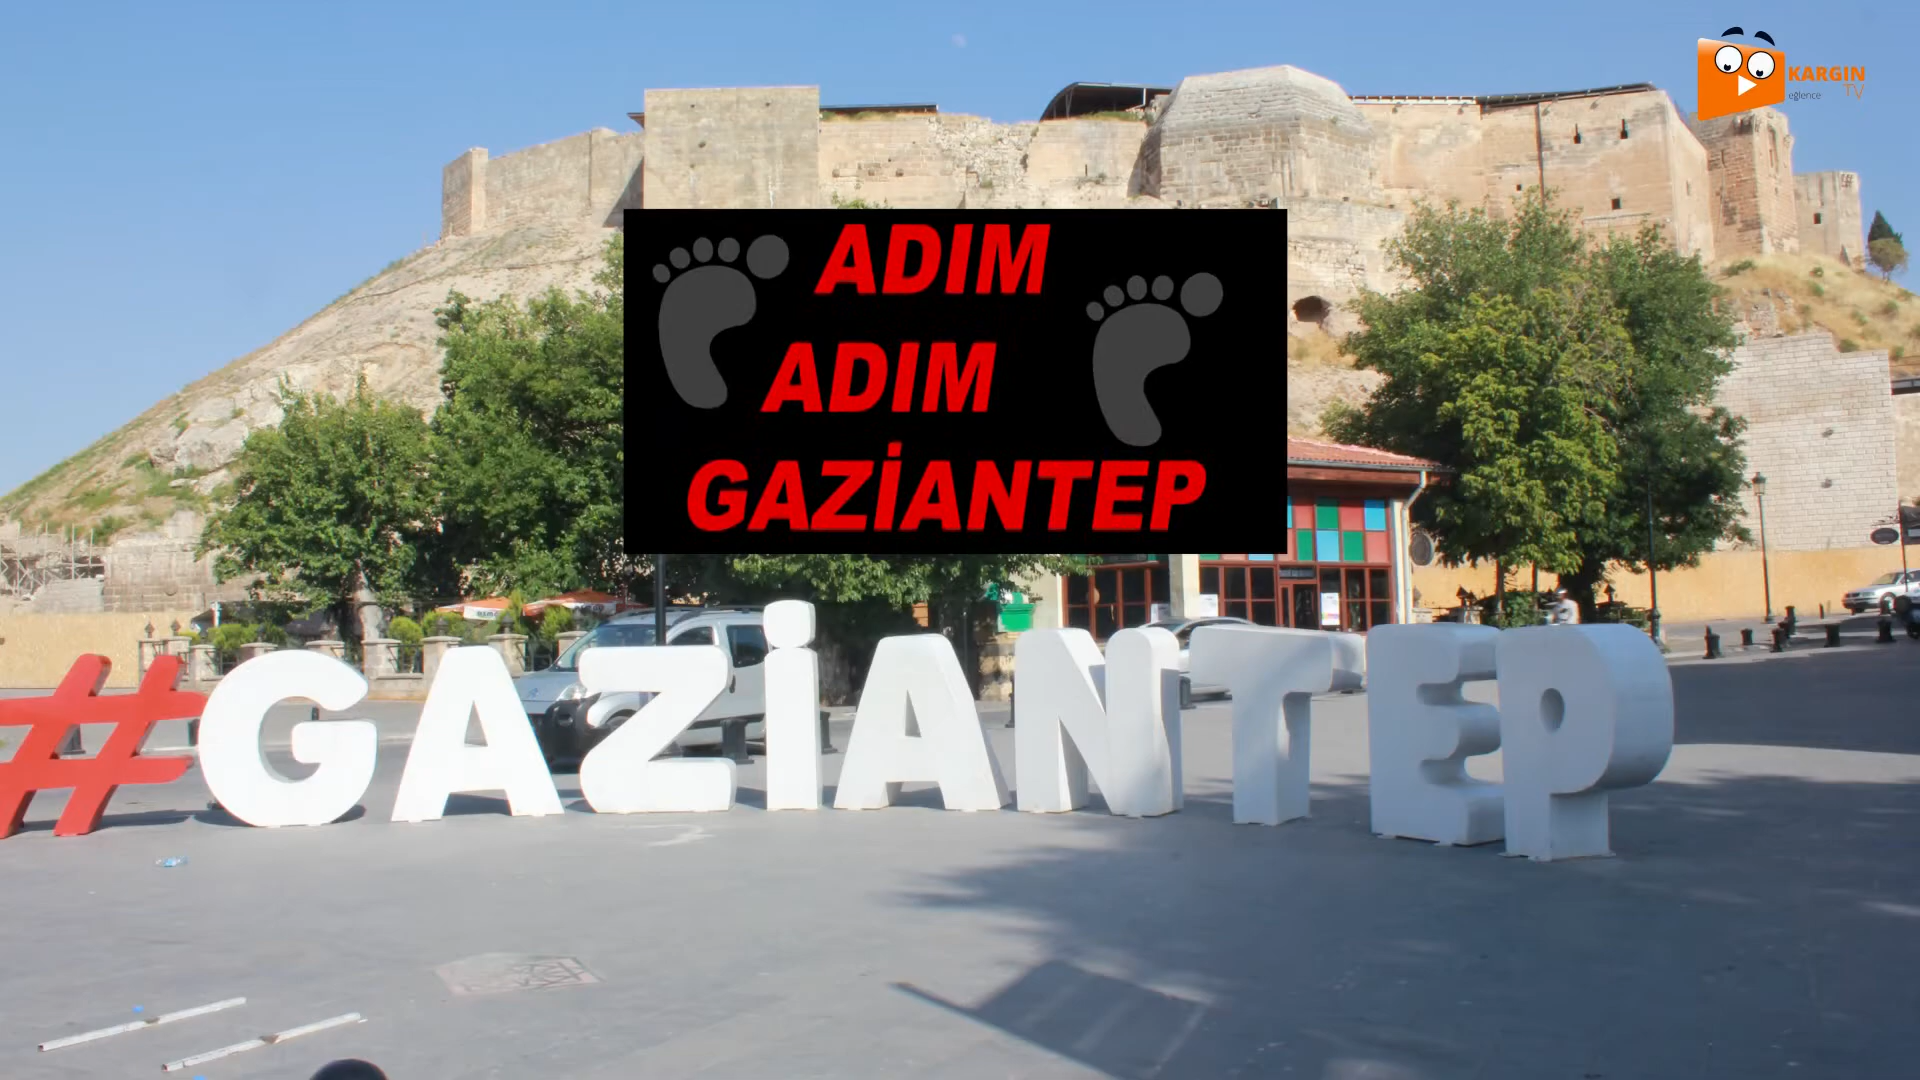 KARGIN
TV
eğlence
ADIM
ADIM
GAZİANTEP
#GAZİANTEP